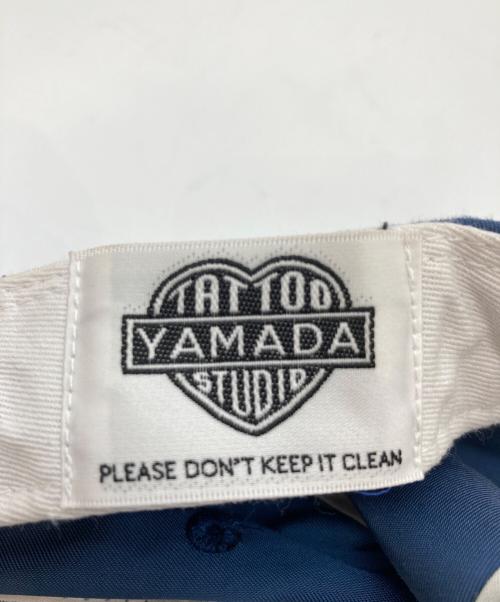 TATTOO
YAMADA
STUDIO
PLEASE DON'T KEEP IT CLEAN